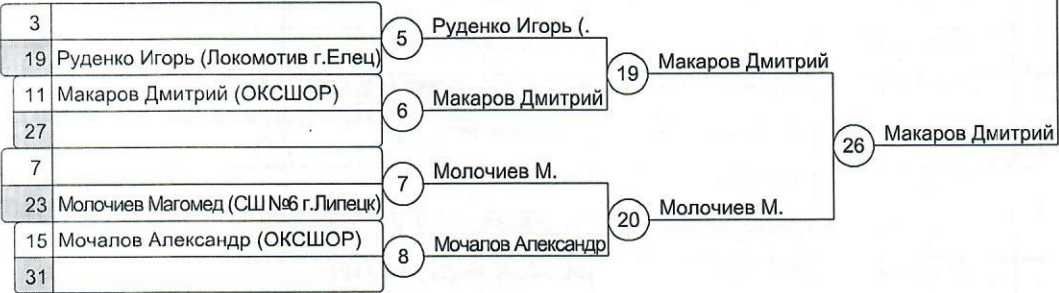 3
19 Руденко Игорь (Локомотив г.Елец)
5
Руденко Игорь (.
11 Макаров Дмитрий (ОКСШОР)
27
6
Макаров Дмитрий
19
Макаров Дмитрий
7
23 Молочиев Магомед (СШ №6 г.Липецк)
7
Молочиев М.
15 Мочалов Александр (ОКСШОР)
31
8
Мочалов Александр
20
Молочиев М.
26
Макаров Дмитрий